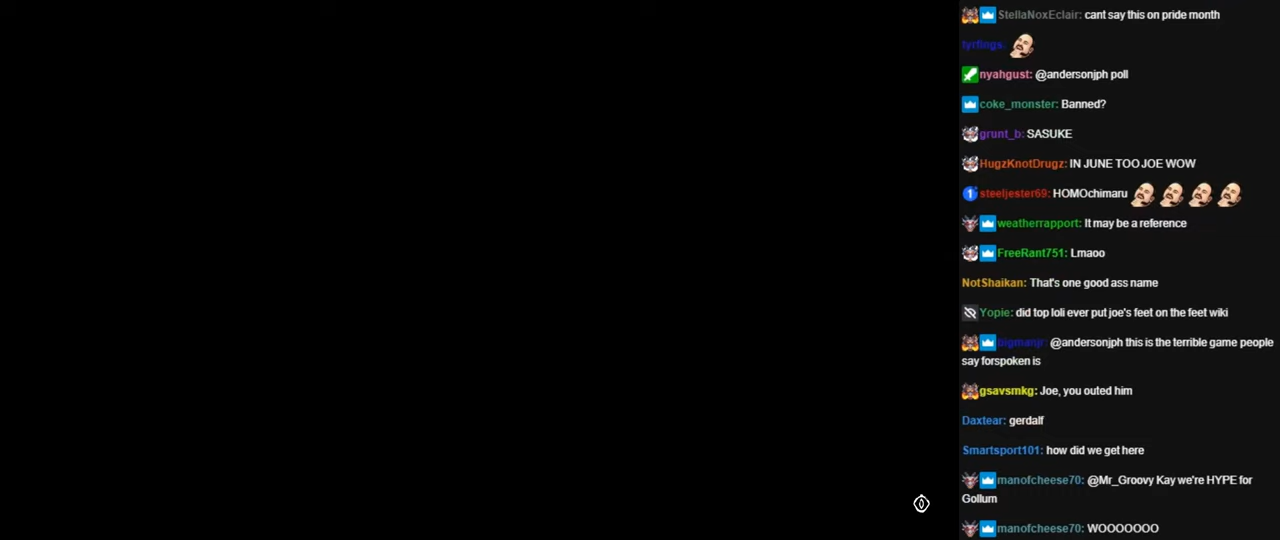 StellaNoxEclair: cant say this on pride month
tyrfings:
nyahgust: @andersonjph poll
coke_monster: Banned?
grunt_b: SASUKE
HugzKnotDrugz: IN JUNE TOO JOE WOW
1 steeljester69: HOMOchimaru
weatherrapport: It may be a reference
FreeRant751: Lmaoo
NotShaikan: That's one good ass name
Yopie: did top loli ever put joe's feet on the feet wiki
bigmanjr: @andersonjph this is the terrible game people
say forspoken is
gsavsmkg: Joe, you outed him
Daxtear: gerdalf
Smartsport101: how did we get here
manofcheese70: @Mr_Groovy Kay we're HYPE for
Gollum
manofcheese70: WOOOOOOO